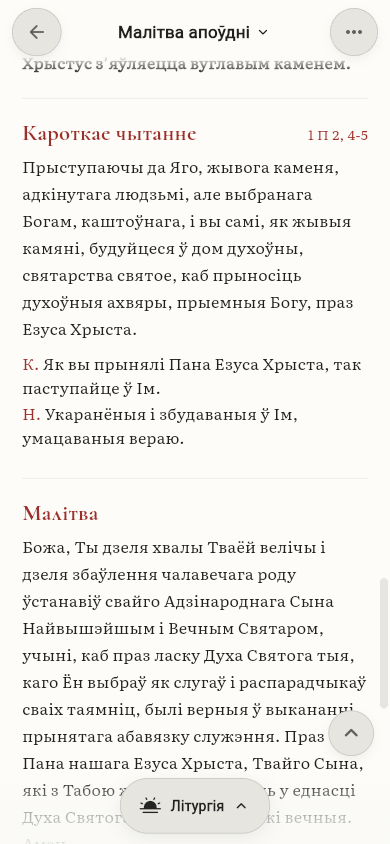 Малітва апоўдні
Хрыстус з’яўляецца вуглавым каменем.
Кароткае чытанне
1 П 2, 4-5
Прыступаючы да Яго, жывога каменя,
адкінутага людзьмі, але выбранага
Богам, каштоўнага, і вы самі, як жывыя
камяні, будуйцеся ў дом духоўны,
святарства святое, каб прыносіць
духоўныя ахвяры, прыемныя Богу, праз
Езуса Хрыста.
К. Як вы прынялі Пана Езуса Хрыста, так
паступайце ў Ім.
Н. Укаранёныя і збудаваныя ў Ім,
умацаваныя вераю.
Малітва
Божа, Ты дзеля хвалы Тваёй велічы і
дзеля збаўлення чалавечага роду
ўстанавіў свайго Адзінароднага Сына
Найвышэйшым і Вечным Святаром,
учыні, каб праз ласку Духа Святога тыя,
каго Ён выбраў як слугаў і распарадчыкаў
сваіх таямніц, былі верныя ў выкананні
прынятага абавязку служэння. Праз
Пана нашага Езуса Хрыста, Твайго Сына,
які з Табою у еднасці
Духа вечныя.
Амэн.
Літургія